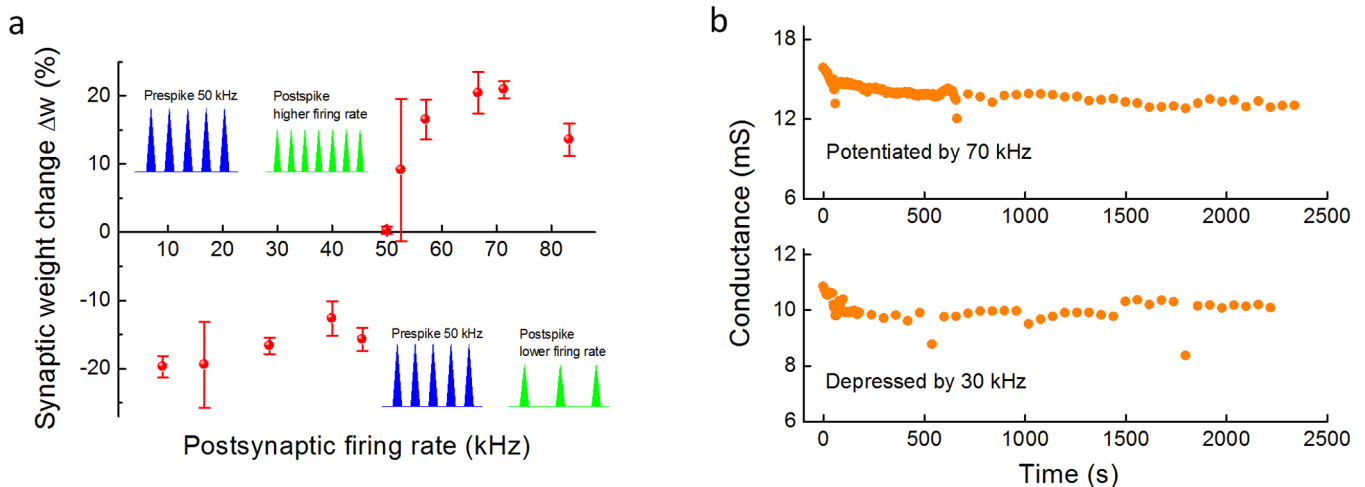 a
Synaptic weight change Δw (%)
20
10
0
-10
-20
10 20 30 40 50 60 70 80
Prespike 50 kHz
Postspike
higher firing rate
Prespike 50 kHz
Postspike
lower firing rate
Postsynaptic firing rate (kHz)
b
Conductance (mS)
18
15
12
6
Potentiated by 70 kHz
0 500 1000 1500 2000 2500
12
10
8
6
Depressed by 30 kHz
0 500 1000 1500 2000 2500
Time (s)